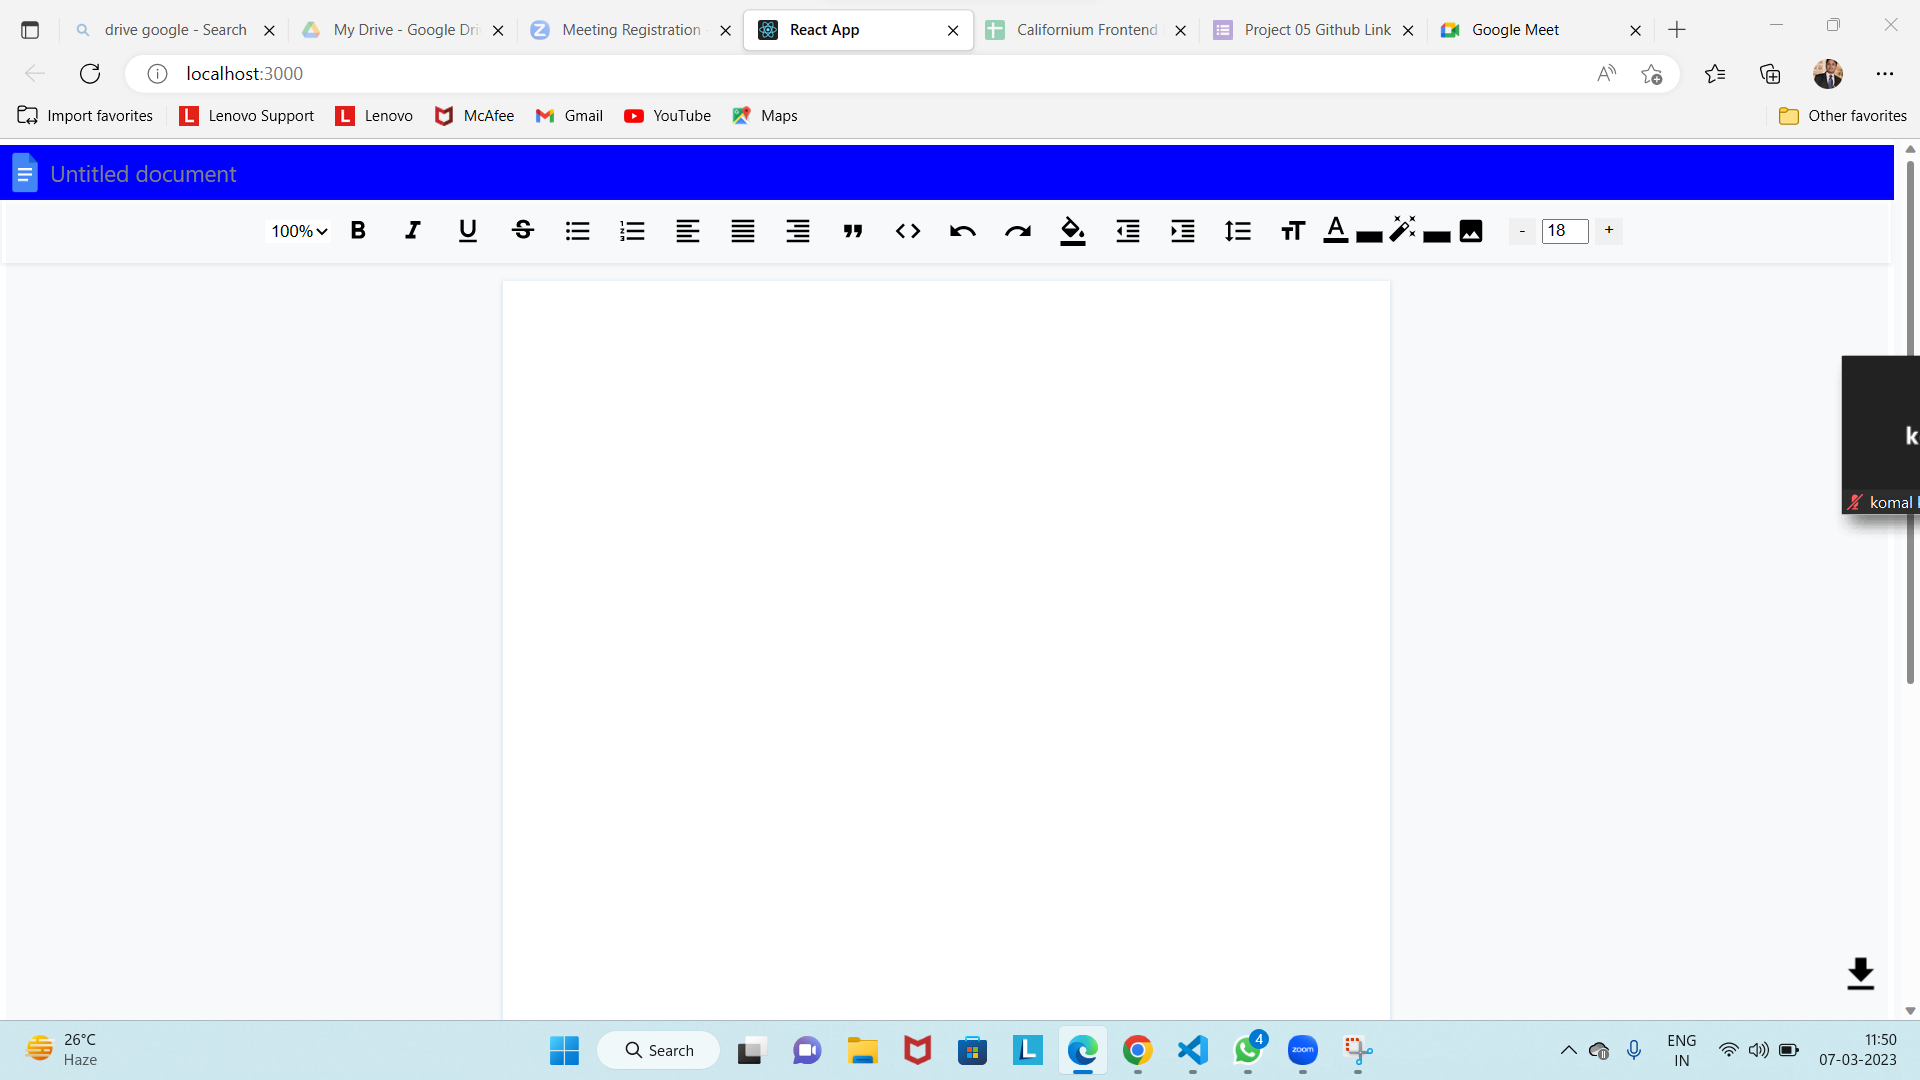 drive google - Search
My Drive - Google Dri
Meeting Registration
React App
Californium Frontend
Project 05 Github Link
Google Meet
localhost:3000
Import favorites
L Lenovo Support
L Lenovo
McAfee
Gmail
YouTube
Maps
Other favorites
Untitled document
100%
B I U S
A
- 18 +
k
komal
26°C
Haze
Search
L
zoom
4
ENG
IN
11:50
07-03-2023